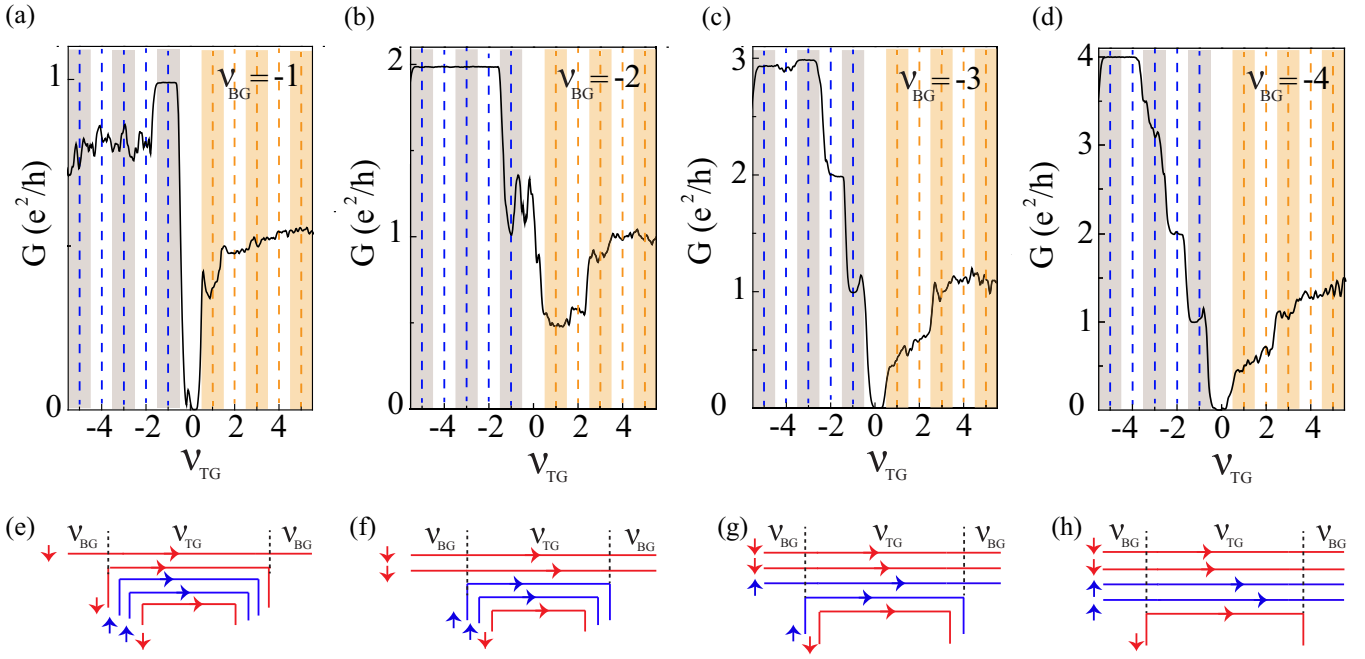 (a) (b) (c) (d)
ν_BG = -1
ν_BG = -2
ν_BG = -3
ν_BG = -4
G (e²/h)
1
0
-4 -2 0 2 4
ν_TG
G (e²/h)
2
1
0
-4 -2 0 2 4
ν_TG
G (e²/h)
3
2
1
0
-4 -2 0 2 4
ν_TG
G (e²/h)
4
3
2
1
0
-4 -2 0 2 4
ν_TG
(e) (f) (g) (h)
ν_BG ν_TG ν_BG
ν_BG ν_TG ν_BG
ν_BG ν_TG ν_BG
ν_BG ν_TG ν_BG